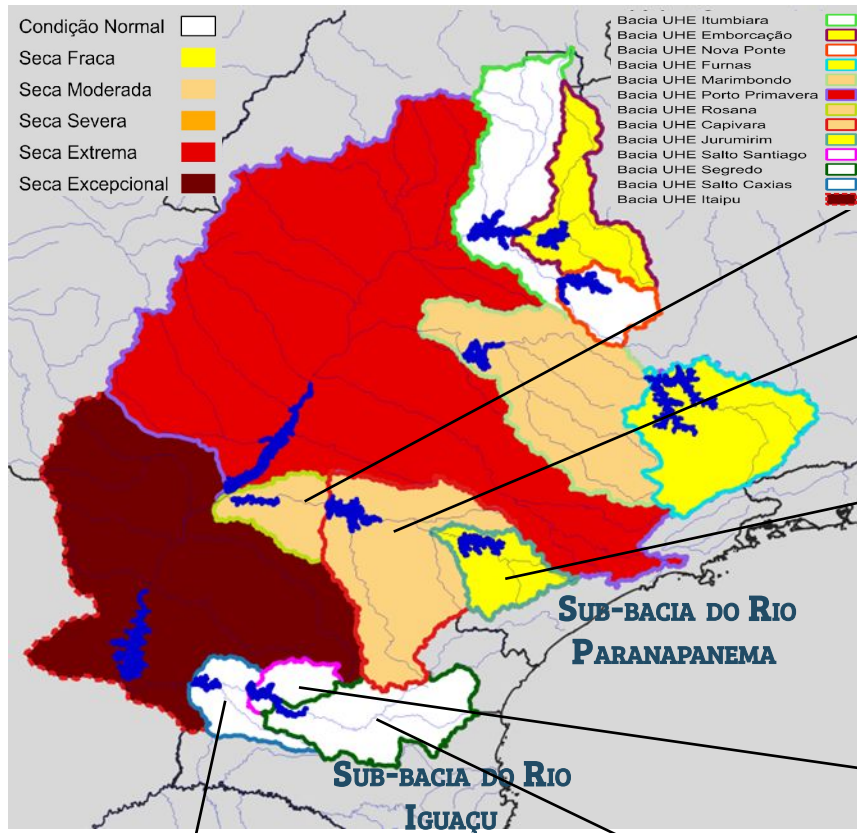 Condição Normal
Seca Fraca
Seca Moderada
Seca Severa
Seca Extrema
Seca Excepcional
Bacia UHE Itumbiara
Bacia UHE Emborcação
Bacia UHE Nova Ponte
Bacia UHE Furnas
Bacia UHE Marimbondo
Bacia UHE Porto Primavera
Bacia UHE Rosana
Bacia UHE Capivara
Bacia UHE Jurumirim
Bacia UHE Salto Santiago
Bacia UHE Segredo
Bacia UHE Salto Caxias
Bacia UHE Itaipu
SUB-BACIA DO RIO
PARANAPANEMA
SUB-BACIA DO RIO
IGUAÇU